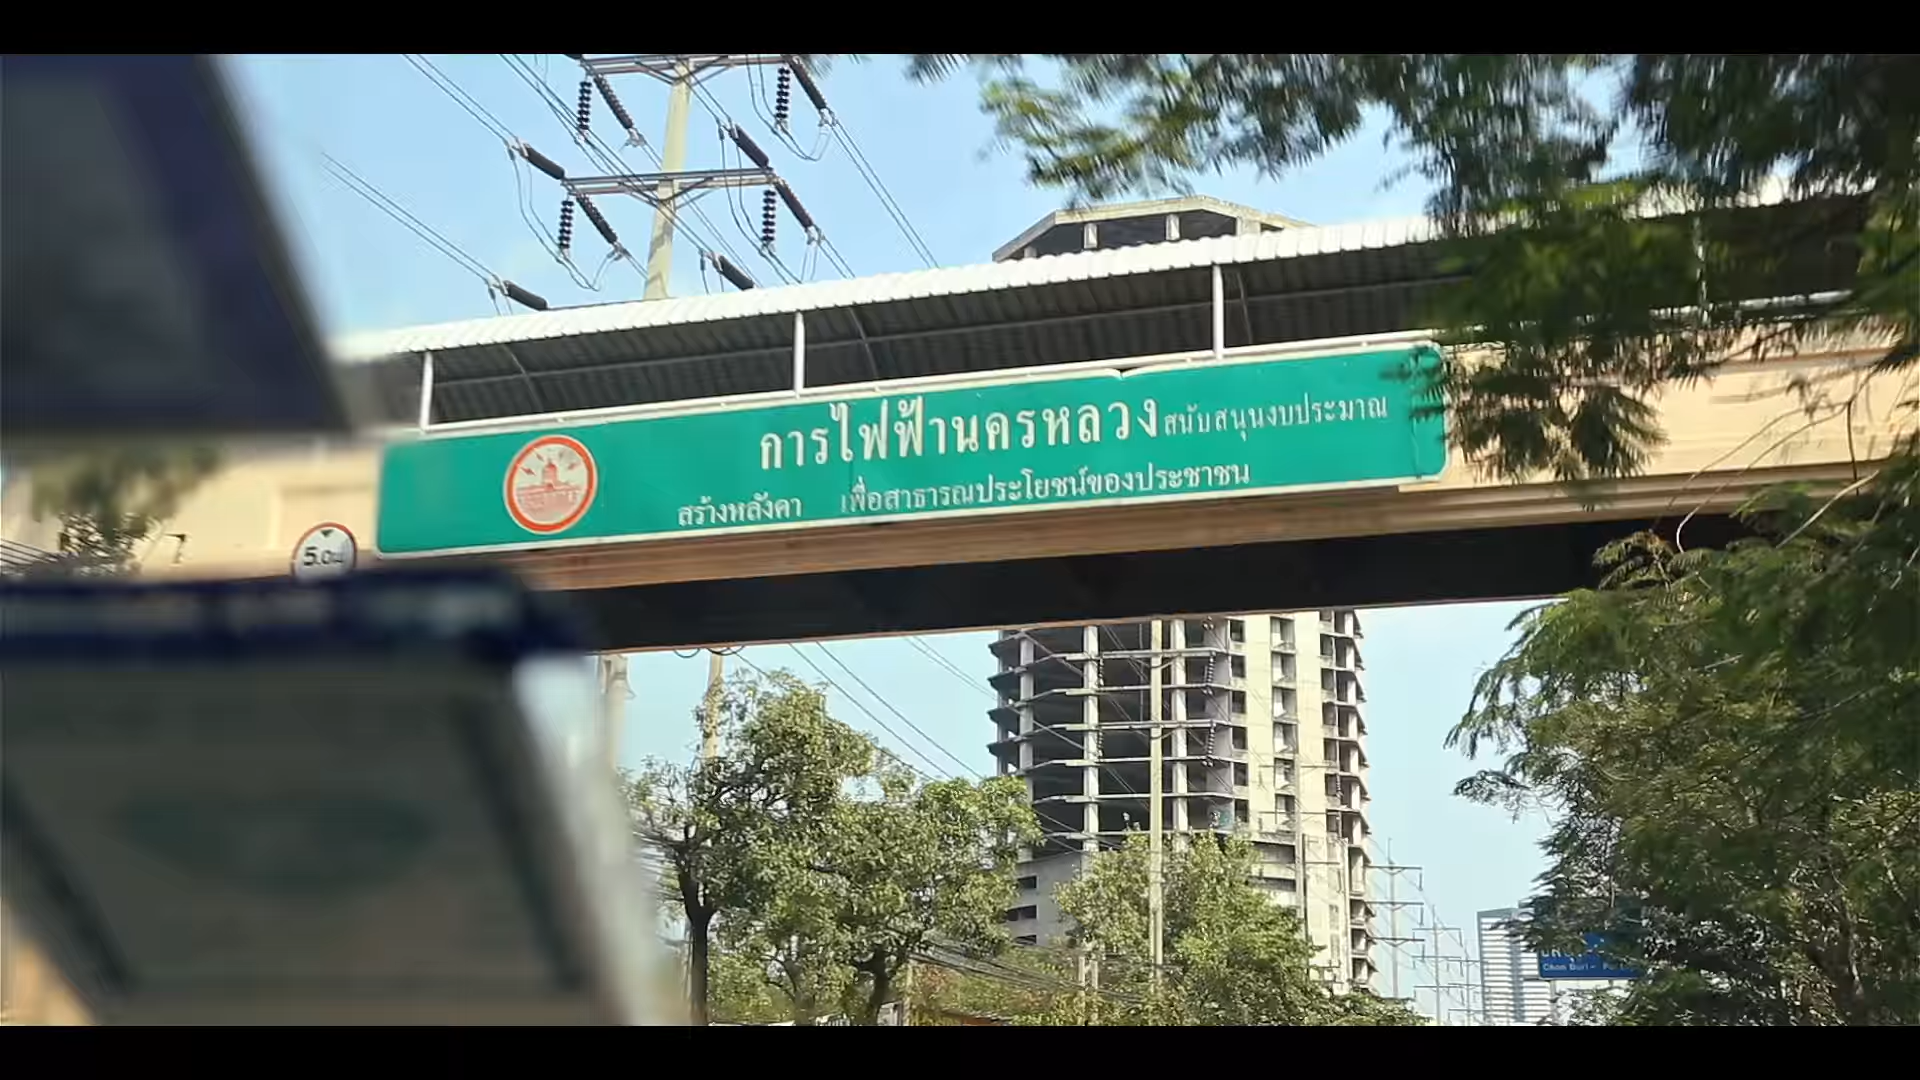 การไฟฟ้านครหลวง สนับสนุนงบประมาณ
สร้างหลังคา เพื่อสาธารณประโยชน์ของประชาชน
Chon Buri -